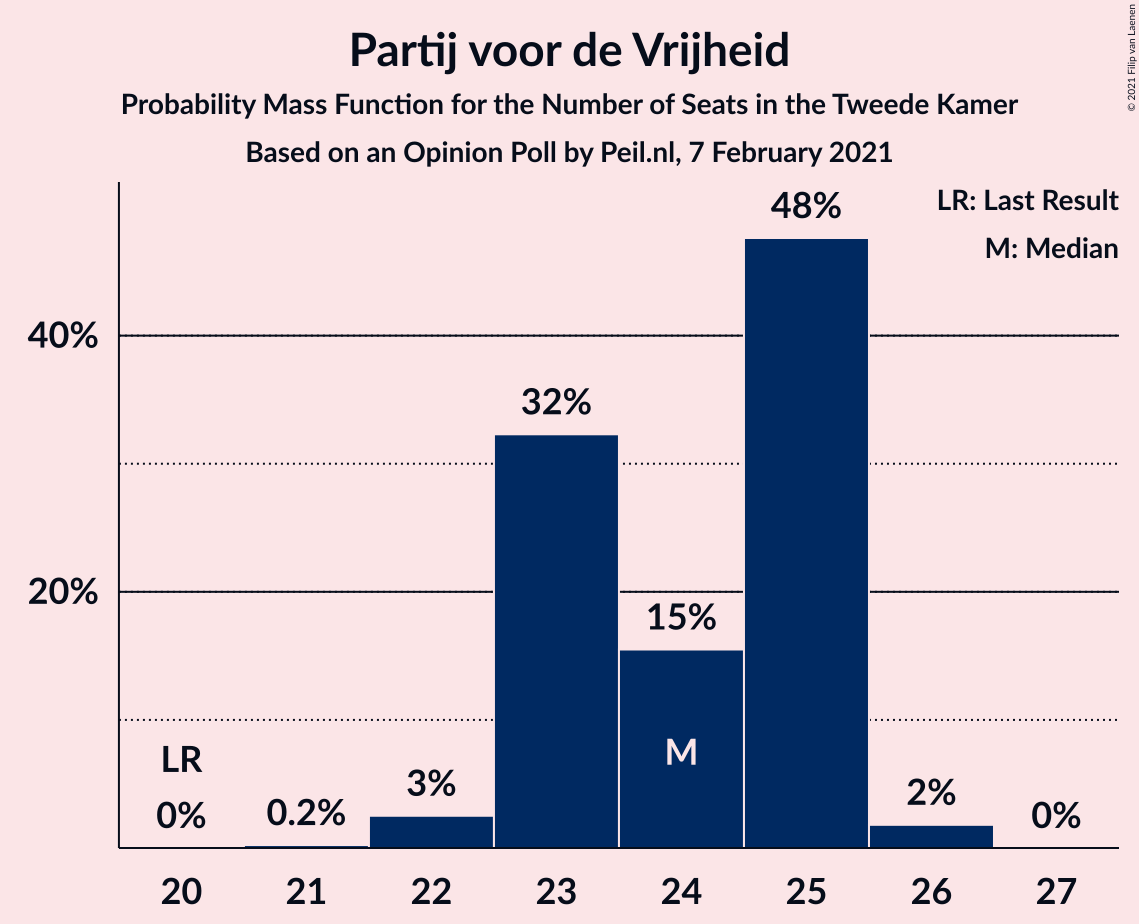 Partij voor de Vrijheid
Probability Mass Function for the Number of Seats in the Tweede Kamer
Based on an Opinion Poll by Peil.nl, 7 February 2021
© 2021 Filip van Laenen
LR: Last Result
M: Median
48%
40%
32%
20%
15%
M
LR
0%
0.2%
3%
2%
0%
20 21 22 23 24 25 26 27